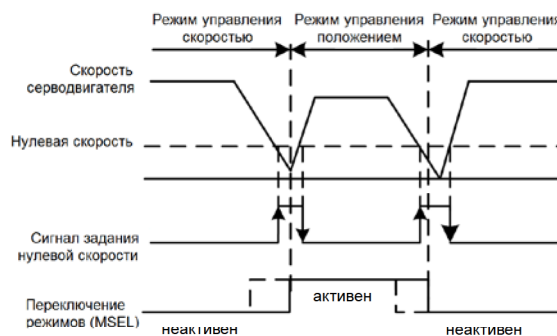 Режим управления скоростью
Режим управления положением
Режим управления скоростью
Скорость серводвигателя
Нулевая скорость
Сигнал задания нулевой скорости
Переключение режимов (MSEL)
неактивен
активен
неактивен